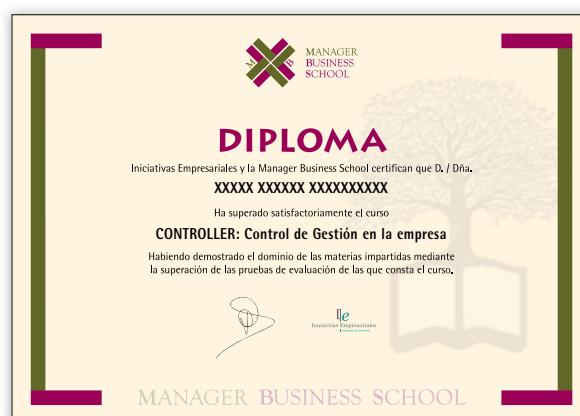 M B
MANAGER
BUSINESS
SCHOOL
DIPLOMA
Iniciativas Empresariales y la Manager Business School certifican que D. / Dña.
XXXXX XXXXXX XXXXXXXXXX
Ha superado satisfactoriamente el curso
CONTROLLER: Control de Gestión en la empresa
Habiendo demostrado el dominio de las materias impartidas mediante
la superación de las pruebas de evaluación de las que consta el curso.
Iniciativas Empresariales
MANAGER BUSINESS SCHOOL